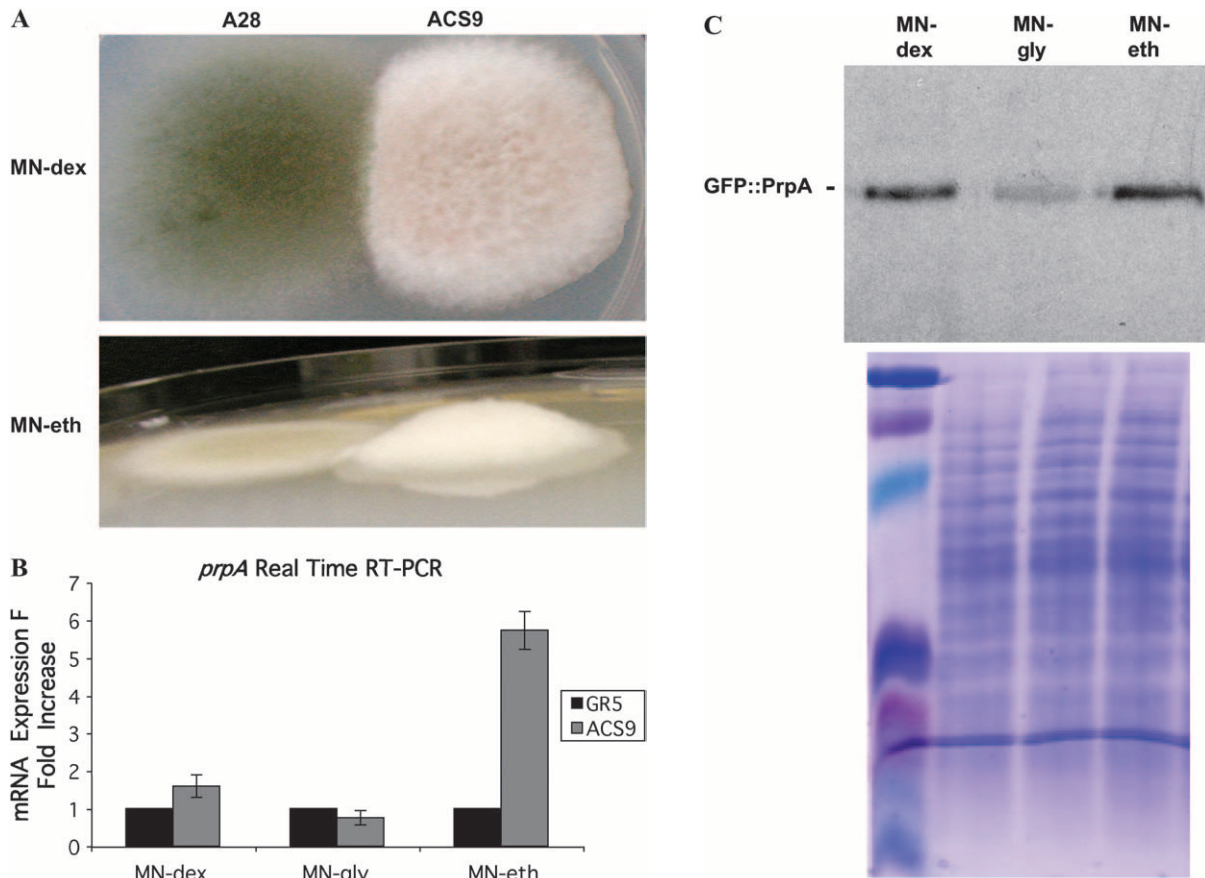 A
A28
ACS9
MN-dex
MN-eth
B
prpA Real Time RT-PCR
mRNA Expression F
Fold Increase
7
6
5
4
3
2
1
0
GR5
ACS9
MN-dex
MN-gly
MN-eth
C
MN-
dex
MN-
gly
MN-
eth
GFP::PrpA -